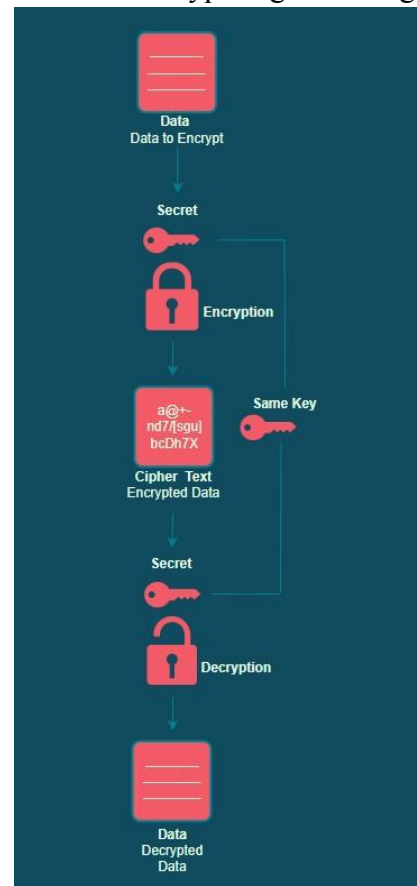 Data
Data to Encrypt
Secret
Encryption
a@+-
nd7/[sgu]
bcDh7X
Same Key
Cipher Text
Encrypted Data
Secret
Decryption
Data
Decrypted
Data